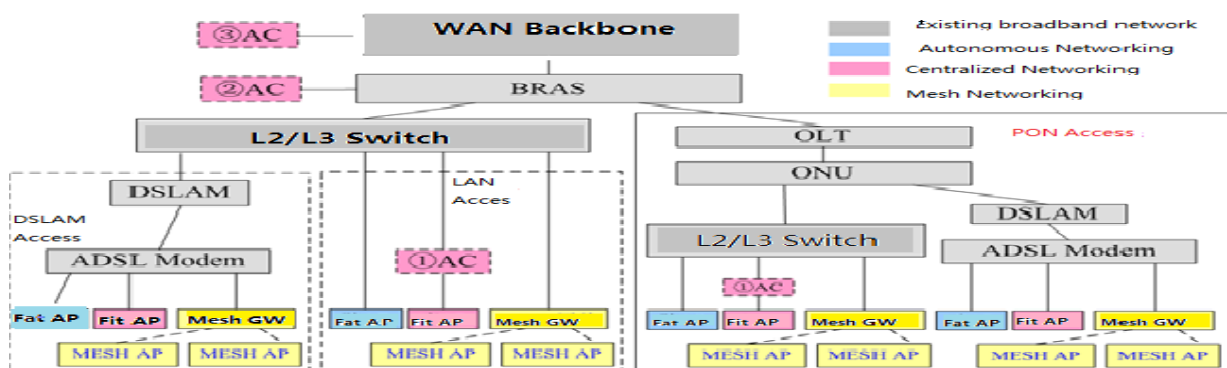 ③AC
WAN Backbone
Existing broadband network
Autonomous Networking
Centralized Networking
Mesh Networking
②AC
BRAS
L2/L3 Switch
OLT
PON Access :
ONU
DSLAM
LAN
Acces
DSLAM
Access
ADSL Modem
①AC
L2/L3 Switch
DSLAM
ADSL Modem
①AC
Fat AP
Fit AP
Mesh GW
Fat AP
Fit AP
Mesh GW
Fat AP
Fit AP
Mesh GW
Fat AP
Fit AP
Mesh GW
MESH AP
MESH AP
MESH AP
MESH AP
MESH AP
MESH AP
MESH AP
MESH AP